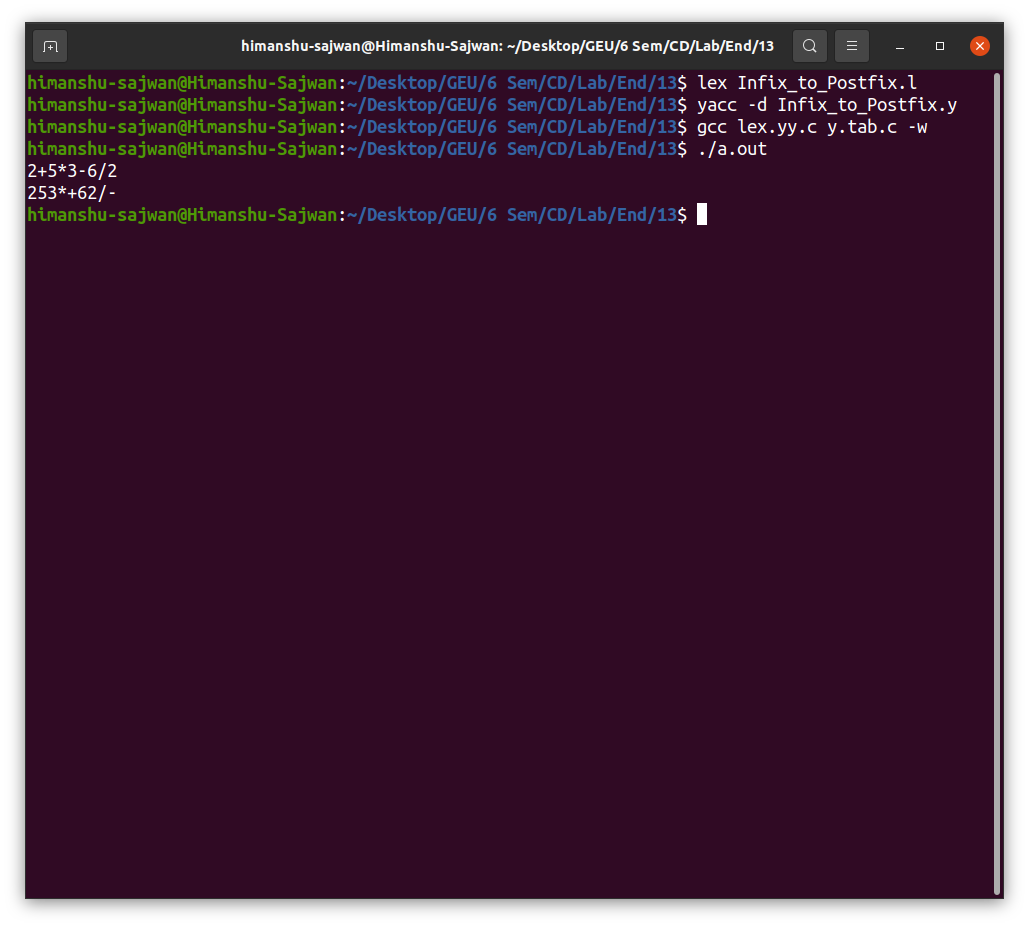 himanshu-sajwan@Himanshu-Sajwan: ~/Desktop/GEU/6 Sem/CD/Lab/End/13
himanshu-sajwan@Himanshu-Sajwan:~/Desktop/GEU/6 Sem/CD/Lab/End/13$ lex Infix_to_Postfix.l
himanshu-sajwan@Himanshu-Sajwan:~/Desktop/GEU/6 Sem/CD/Lab/End/13$ yacc -d Infix_to_Postfix.y
himanshu-sajwan@Himanshu-Sajwan:~/Desktop/GEU/6 Sem/CD/Lab/End/13$ gcc lex.yy.c y.tab.c -w
himanshu-sajwan@Himanshu-Sajwan:~/Desktop/GEU/6 Sem/CD/Lab/End/13$ ./a.out
2+5*3-6/2
253*+62/-
himanshu-sajwan@Himanshu-Sajwan:~/Desktop/GEU/6 Sem/CD/Lab/End/13$